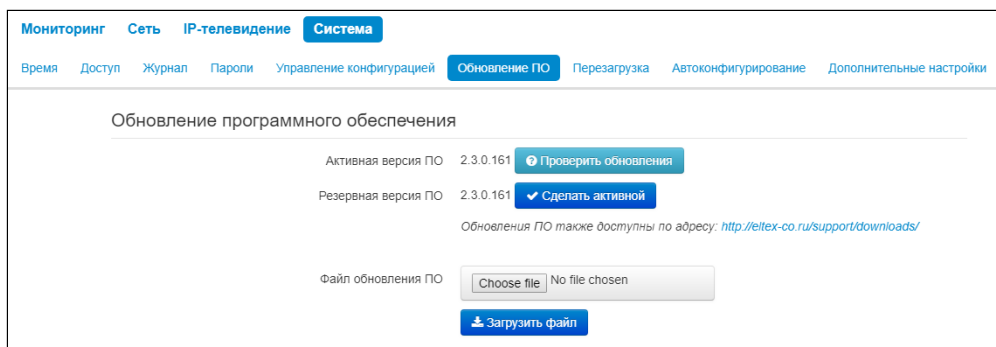 Мониторинг Сеть IP-телевидение Система
Время Доступ Журнал Пароли Управление конфигурацией Обновление ПО Перезагрузка Автоконфигурирование Дополнительные настройки
Обновление программного обеспечения
Активная версия ПО 2.3.0.161 Проверить обновления
Резервная версия ПО 2.3.0.161 Сделать активной
Обновления ПО также доступны по адресу: http://eltex-co.ru/support/downloads/
Файл обновления ПО Choose file No file chosen
Загрузить файл